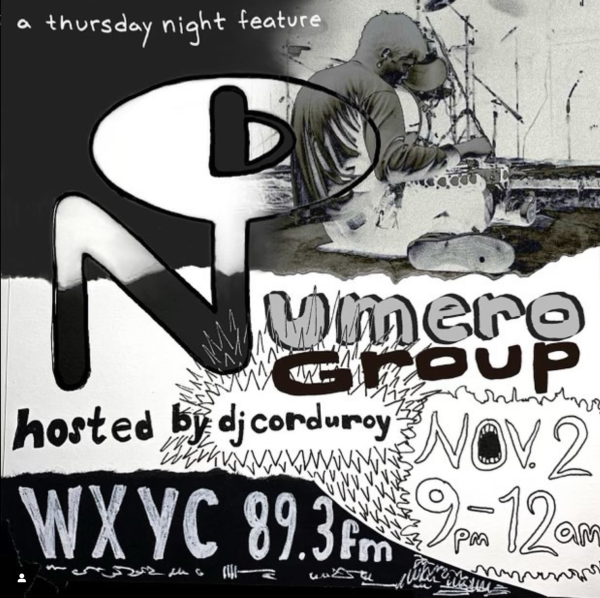 a thursday night feature
Numero
Group
hosted by dj corduroy
NOV. 2
9pm-12am
WXYC 89.3fm